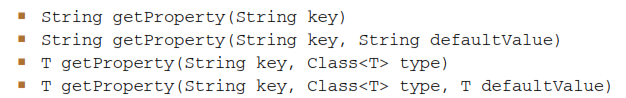 ▪ String getProperty(String key)
▪ String getProperty(String key, String defaultValue)
▪ T getProperty(String key, Class<T> type)
▪ T getProperty(String key, Class<T> type, T defaultValue)